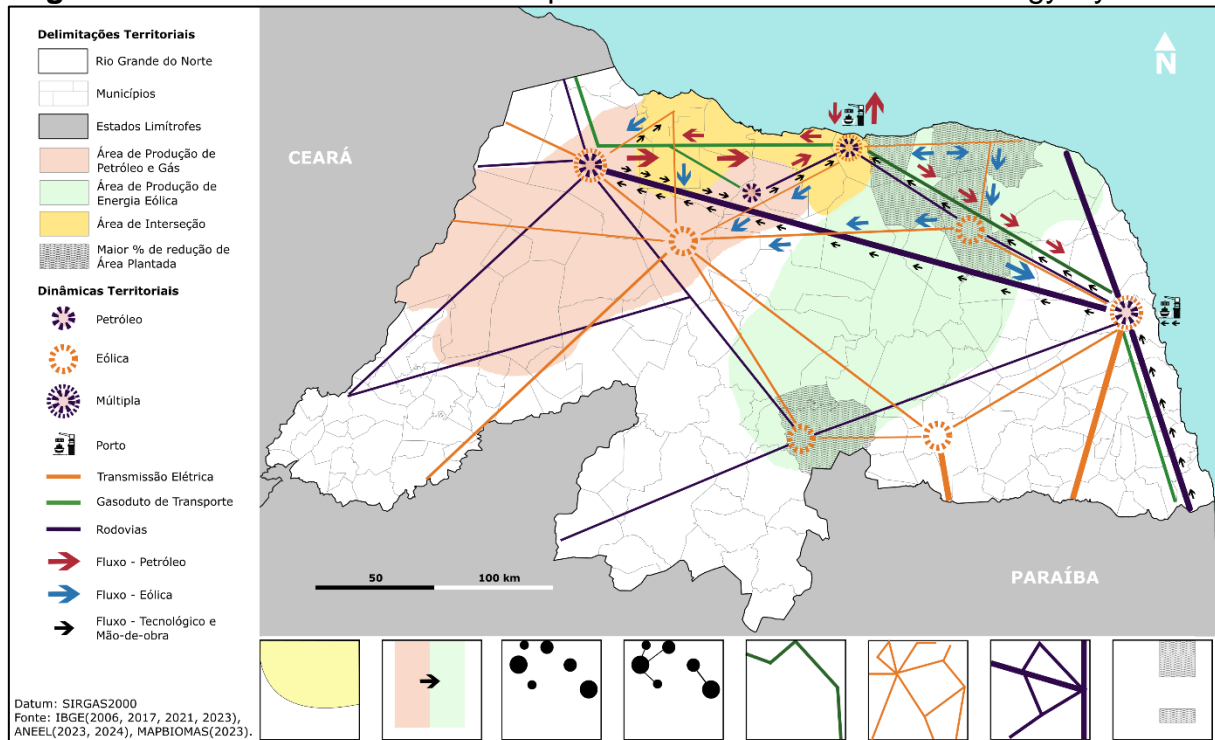 Delimitações Territoriais
Rio Grande do Norte
Municípios
Estados Limítrofes
Área de Produção de
Petróleo e Gás
Área de Produção de
Energia Eólica
Área de Interseção
Maior % de redução de
Área Plantada
Dinâmicas Territoriais
Petróleo
Eólica
Múltipla
Porto
Transmissão Elétrica
Gasoduto de Transporte
Rodovias
Fluxo - Petróleo
Fluxo - Eólica
Fluxo - Tecnológico e
Mão-de-obra
Datum: SIRGAS2000
Fonte: IBGE(2006, 2017, 2021, 2023),
ANEEL(2023, 2024), MAPBIOMAS(2023).
CEARÁ
N
PARAÍBA
50 100 km